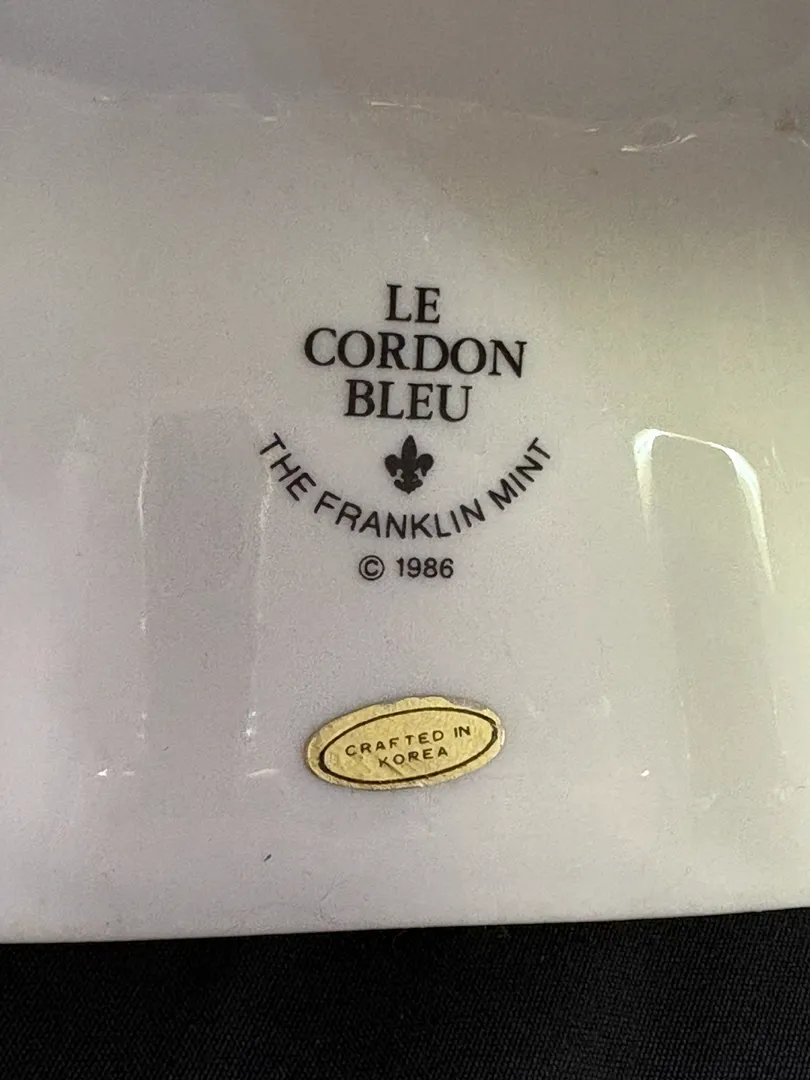 LE
CORDON
BLEU
THE FRANKLIN MINT
© 1986
CRAFTED IN
KOREA